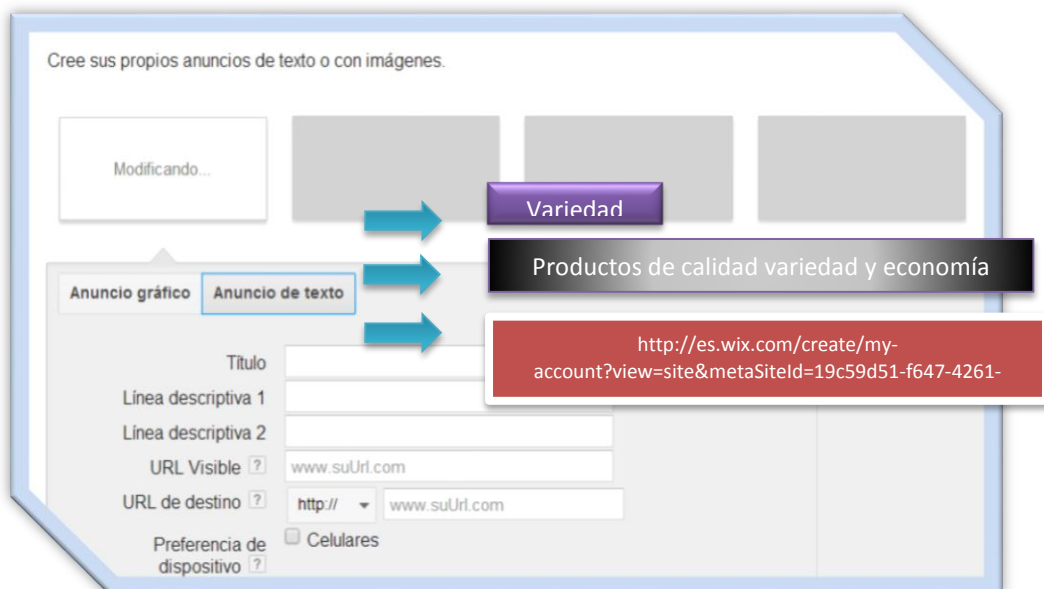 Cree sus propios anuncios de texto o con imágenes.
Modificando...
Variedad
Productos de calidad variedad y economía
Anuncio gráfico Anuncio de texto
http://es.wix.com/create/my-
account?view=site&metaSiteId=19c59d51-f647-4261-
Título
Línea descriptiva 1
Línea descriptiva 2
URL Visible ? www.suUrl.com
URL de destino ? http:// www.suUrl.com
Preferencia de Celulares
dispositivo ?